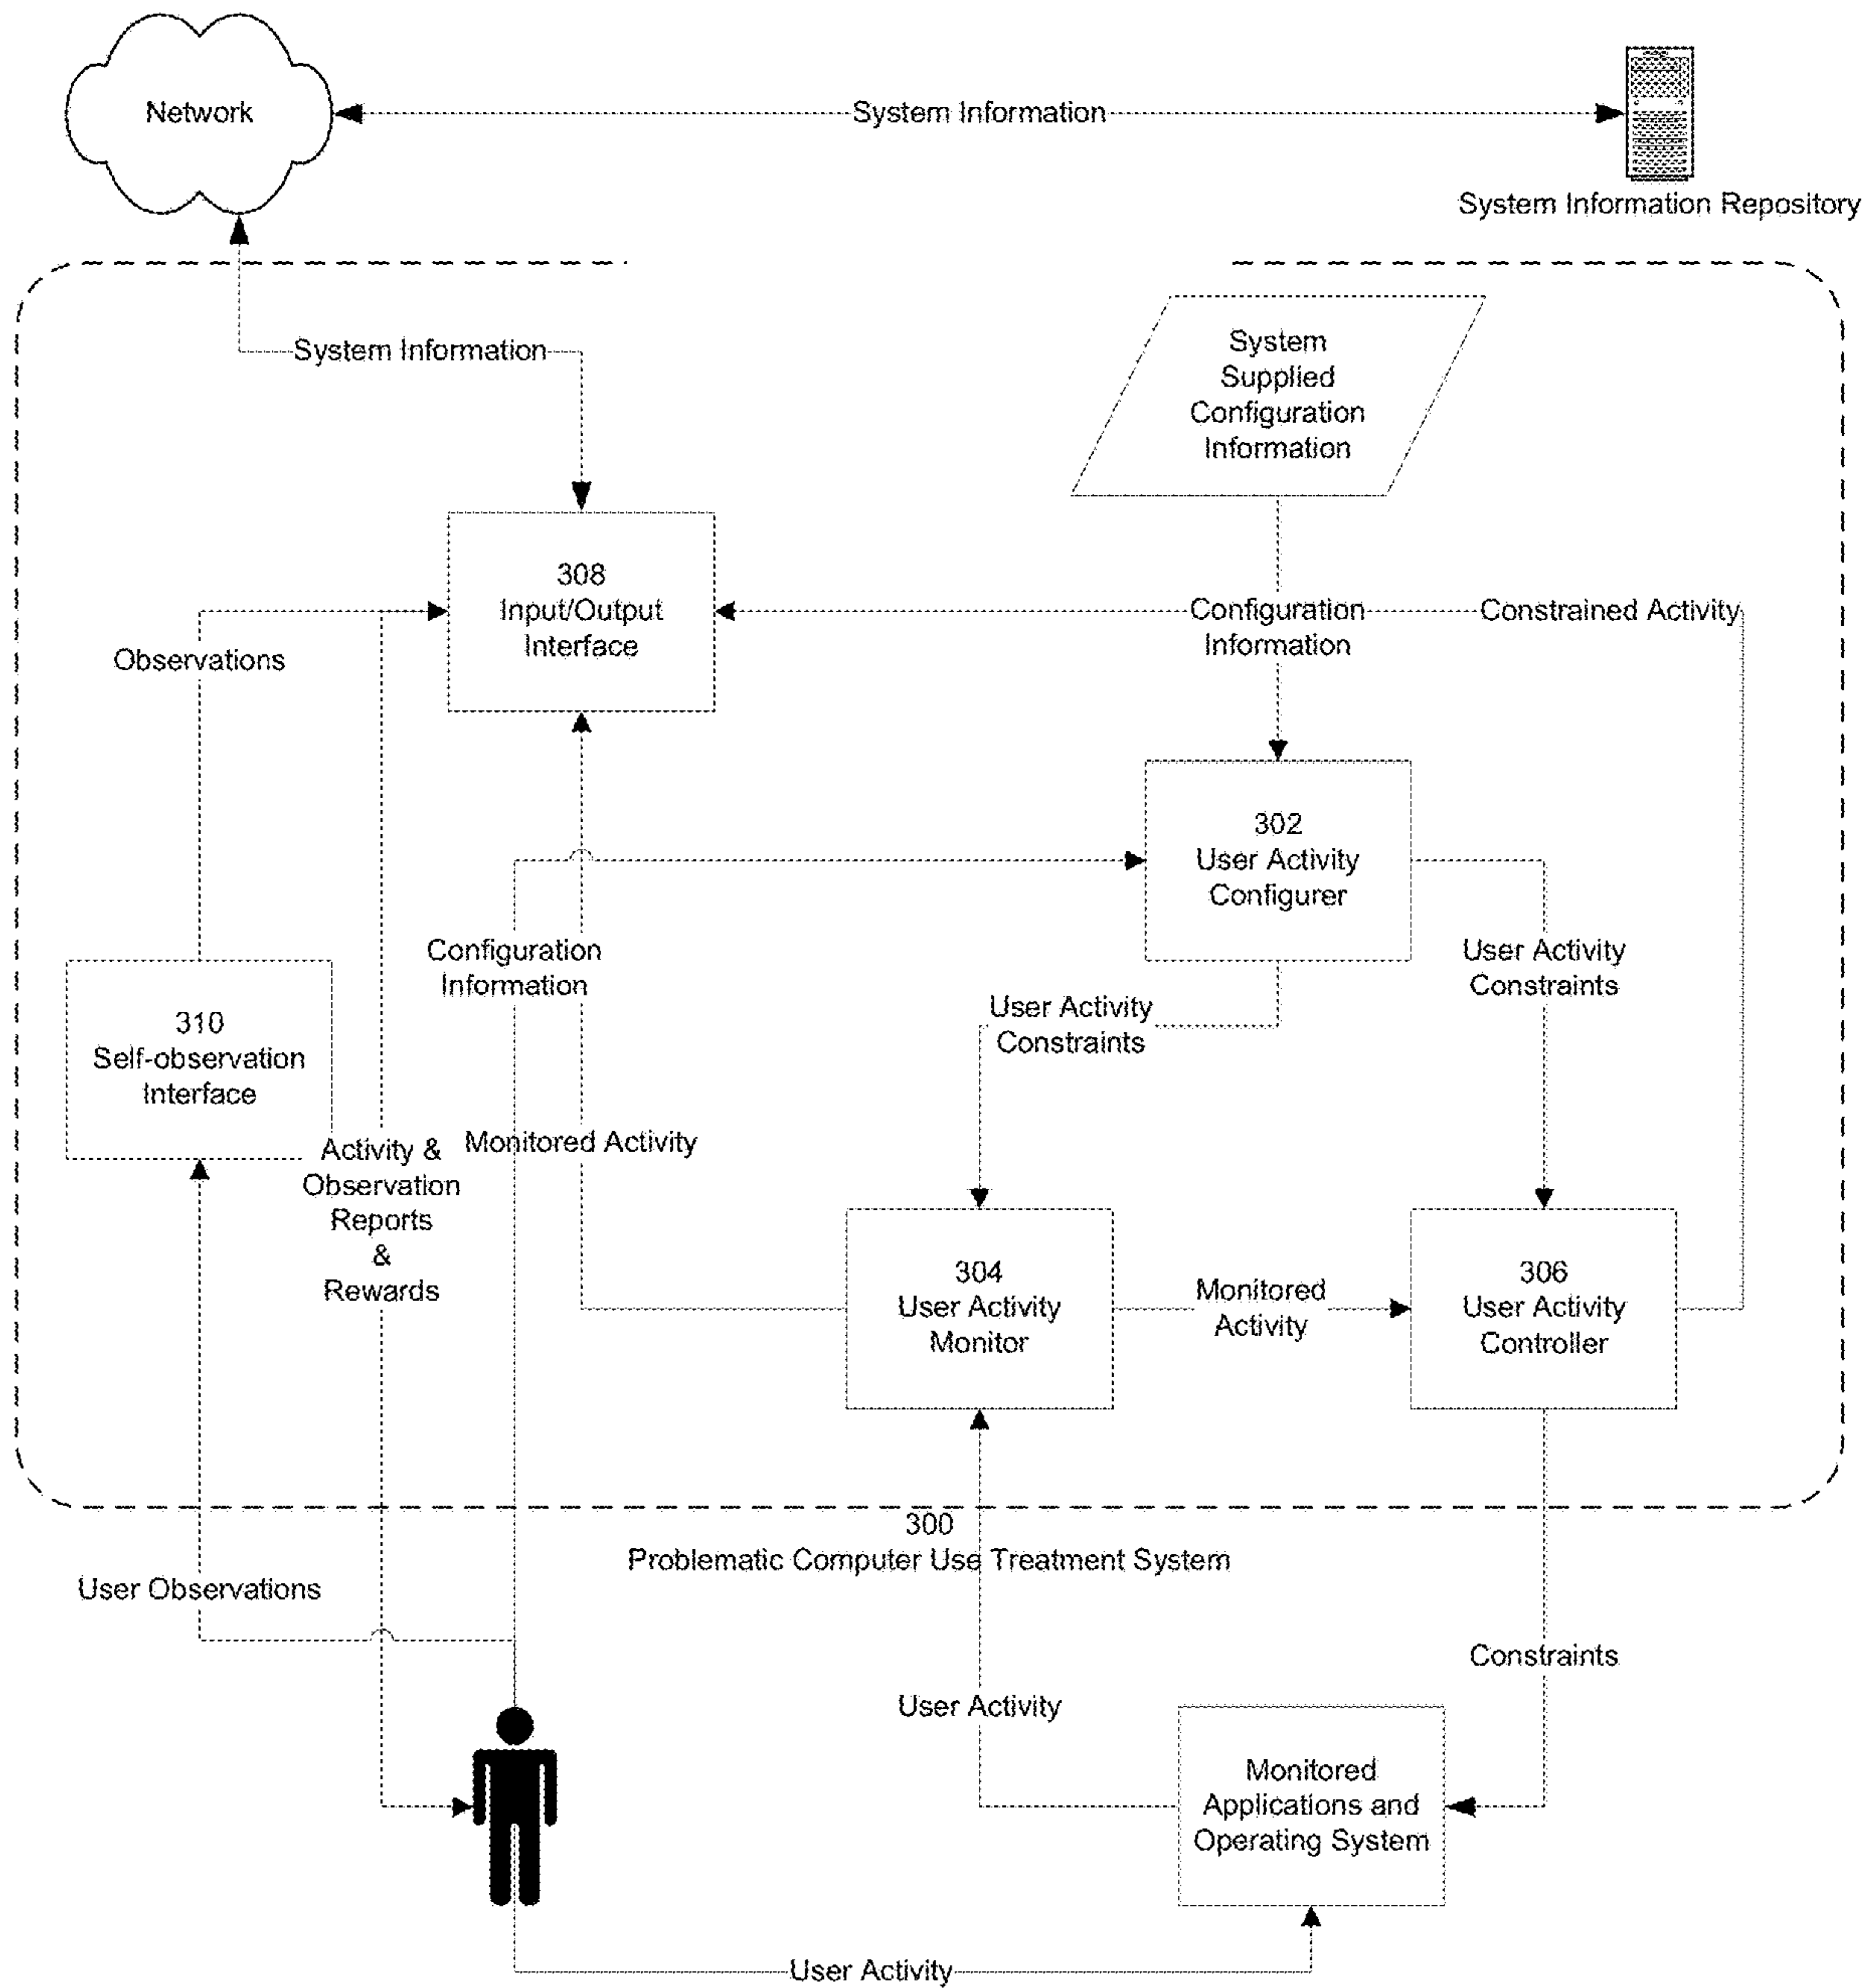 Network
System Information
System Information Repository
System Information
System
Supplied
Configuration
Information
308
Input/Output
Interface
Configuration
Information
Constrained Activity
Observations
302
User Activity
Configurer
Configuration
Information
User Activity
Constraints
User Activity
Constraints
310
Self-observation
Interface
Activity &
Observation
Reports
&
Rewards
Monitored Activity
304
User Activity
Monitor
Monitored
Activity
306
User Activity
Controller
300
Problematic Computer Use Treatment System
User Observations
Constraints
User Activity
Monitored
Applications and
Operating System
User Activity